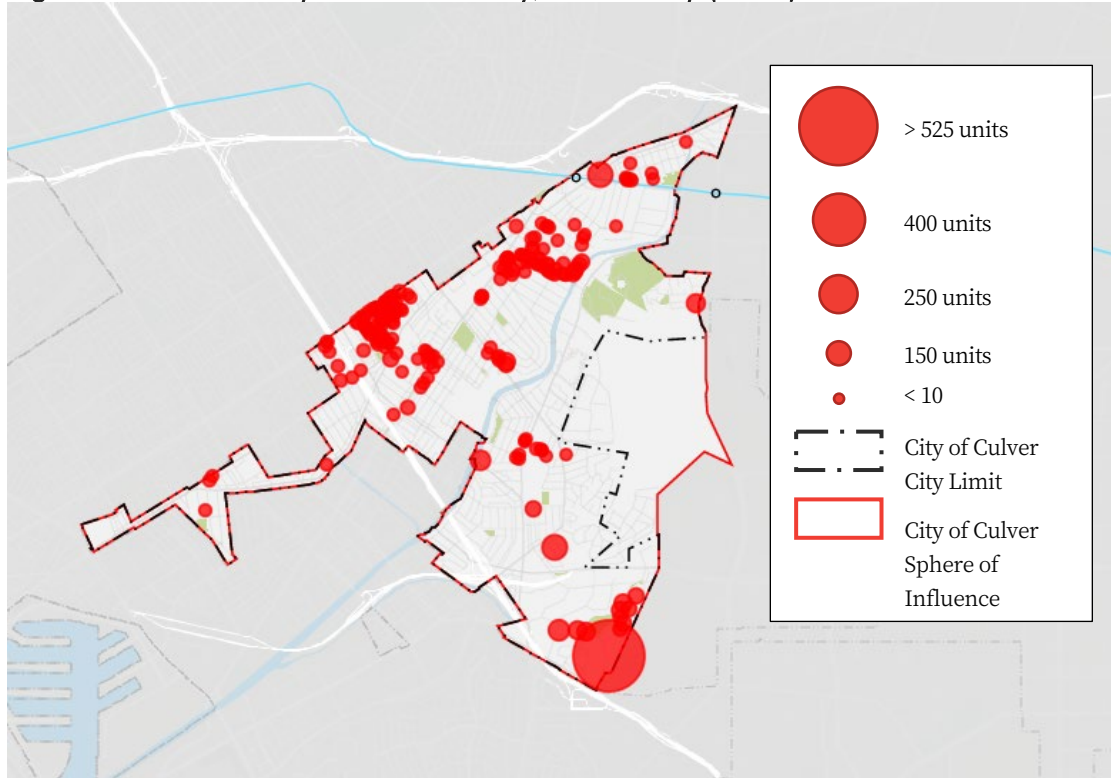 > 525 units
400 units
250 units
150 units
< 10
City of Culver
City Limit
City of Culver
Sphere of
Influence